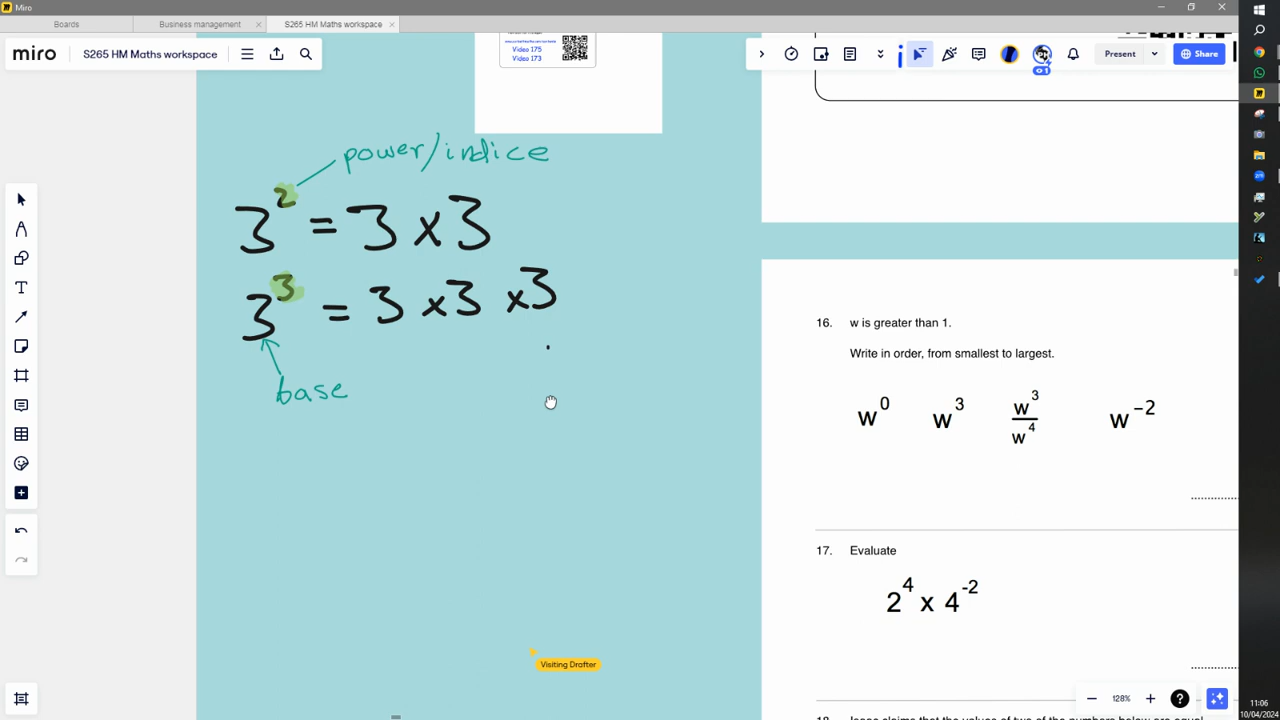 Miro
Boards
Business management
S265 HM Maths workspace
miro
S265 HM Maths workspace
Present
Share
Video 175
Video 173
power/indice
3² = 3 x 3
3³ = 3 x 3 x 3
base
16. w is greater than 1.
Write in order, from smallest to largest.
w⁰ w³ w³/w⁴ w⁻²
17. Evaluate
2⁴ x 4⁻²
Visiting Drafter
128%
11:06
10/04/2024